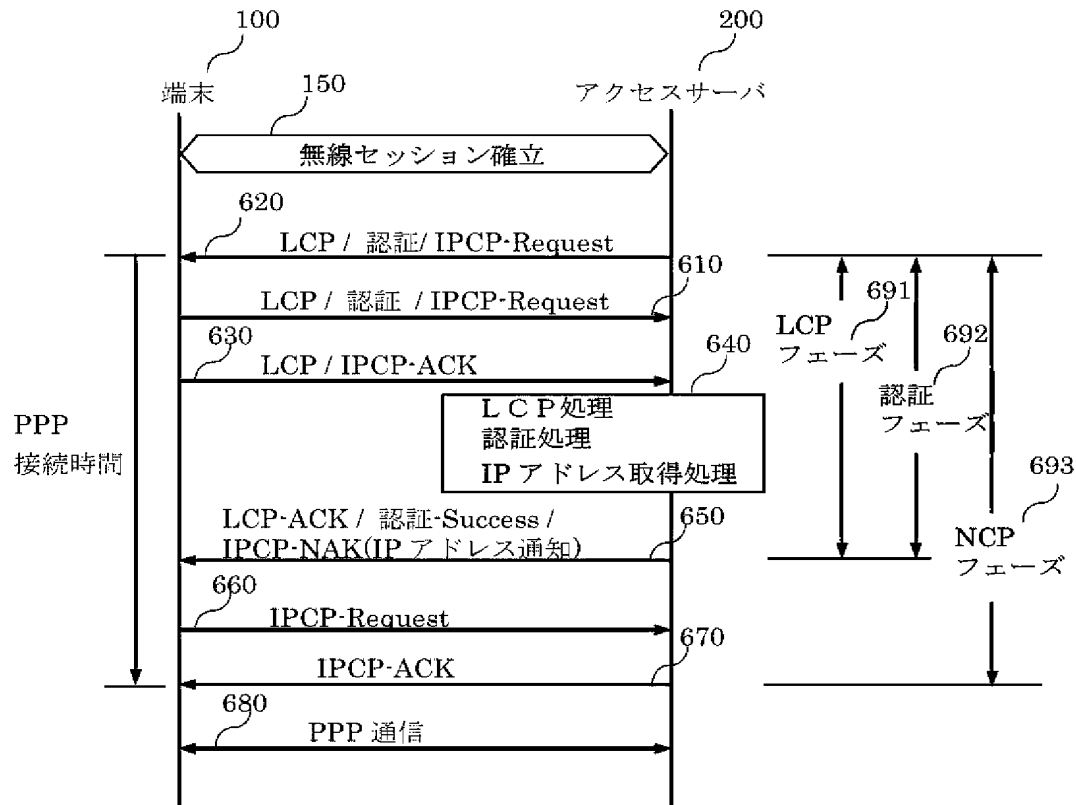 100
200
端末
150
アクセスサーバ
無線セッション確立
620
LCP / 認証/ IPCP-Request
610
LCP / 認証 / IPCP-Request
630
LCP / IPCP-ACK
640
LCP処理
認証処理
IPアドレス取得処理
PPP
接続時間
LCP
フェーズ
691
692
認証
フェーズ
693
NCP
フェーズ
LCP-ACK / 認証-Success /
IPCP-NAK(IPアドレス通知)
650
660
IPCP-Request
670
IPCP-ACK
680
PPP 通信